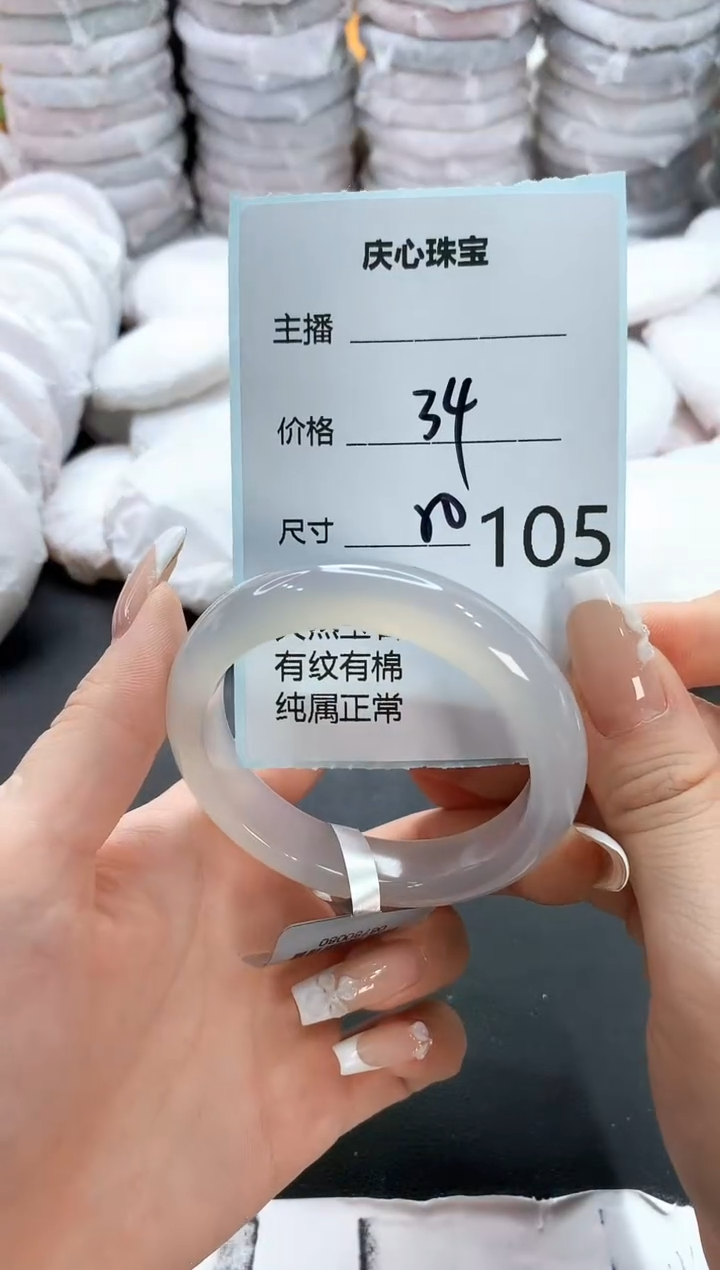 庆心珠宝
主播
价格 34
尺寸 105
有纹有棉
纯属正常